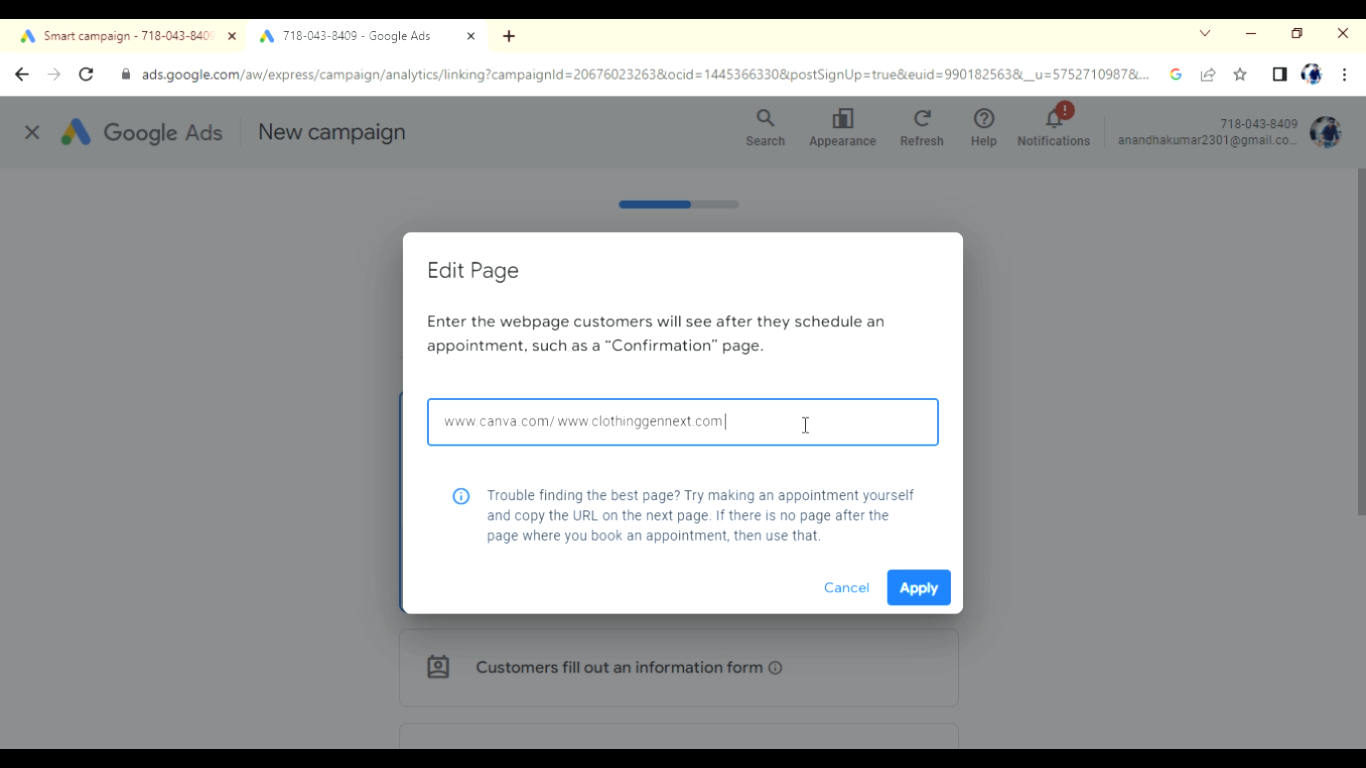 Smart campaign - 718-043-8409
718-043-8409 - Google Ads
ads.google.com/aw/express/campaign/analytics/linking?campaignId=20676023263&ocid=1445366330&postSignUp=true&euid=990182563&__u=5752710987&...
Google Ads
New campaign
Search
Appearance
Refresh
Help
Notifications
718-043-8409
anandhakumar2301@gmail.co...
Edit Page
Enter the webpage customers will see after they schedule an
appointment, such as a “Confirmation” page.
www.canva.com/ www.clothinggennext.com
Trouble finding the best page? Try making an appointment yourself
and copy the URL on the next page. If there is no page after the
page where you book an appointment, then use that.
Cancel
Apply
Customers fill out an information form